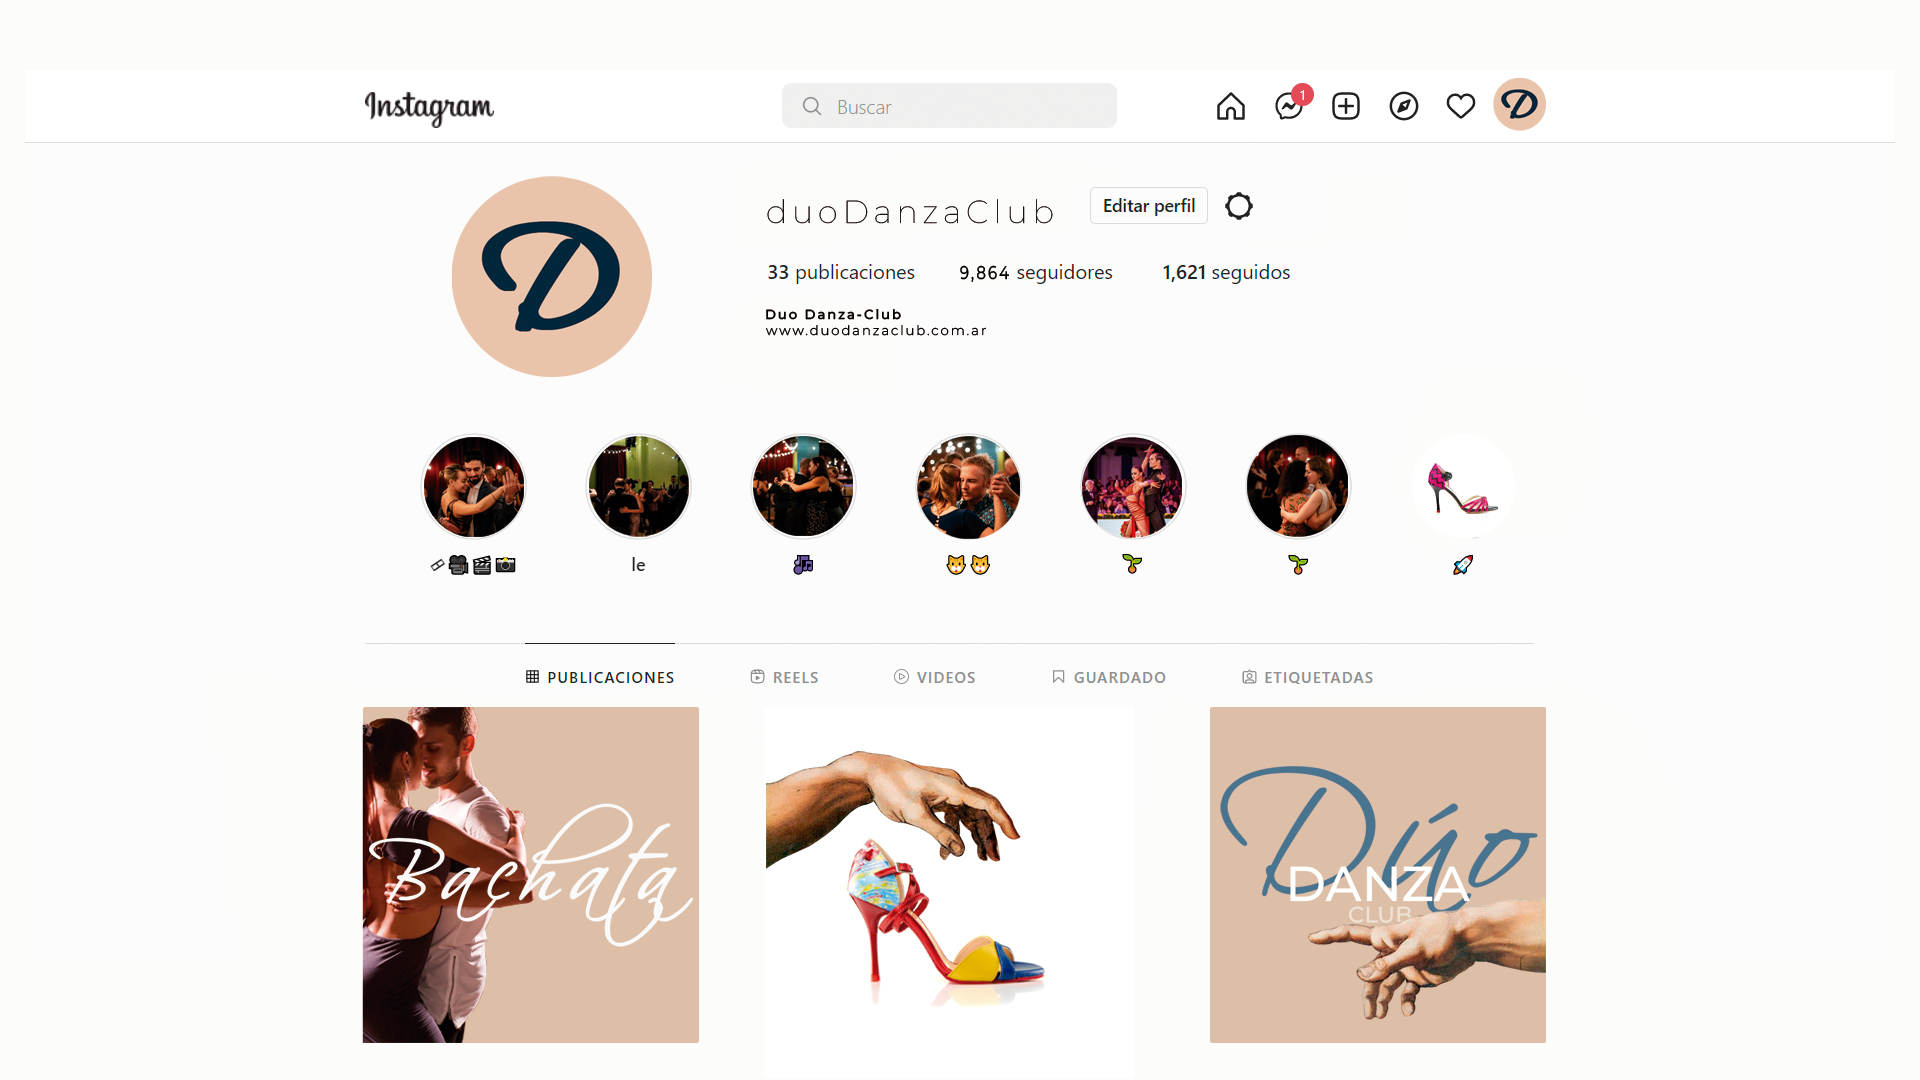 Instagram
Buscar
1
D
D
duoDanzaClub
Editar perfil
33 publicaciones 9,864 seguidores 1,621 seguidos
Duo Danza-Club
www.duodanzaclub.com.ar
le
PUBLICACIONES REELS VIDEOS GUARDADO ETIQUETADAS
Bachata
Dúo
DANZA
CLUB